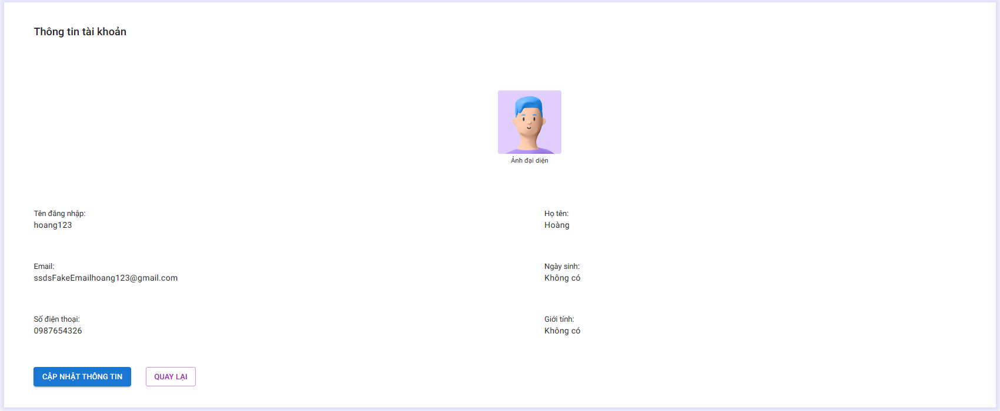 Thông tin tài khoản
Ảnh đại diện
Tên đăng nhập:
hoang123
Họ tên:
Hoàng
Email:
ssdsFakeEmailhoang123@gmail.com
Ngày sinh:
Không có
Số điện thoại:
0987654326
Giới tính:
Không có
CẬP NHẬT THÔNG TIN
QUAY LẠI